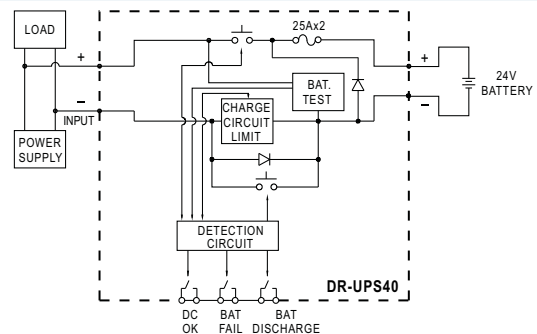 LOAD
25Ax2
+
+
BAT.
TEST
24V
BATTERY
CHARGE
CIRCUIT
LIMIT
−
−
INPUT
POWER
SUPPLY
DETECTION
CIRCUIT
DR-UPS40
DC
OK
BAT
FAIL
BAT
DISCHARGE